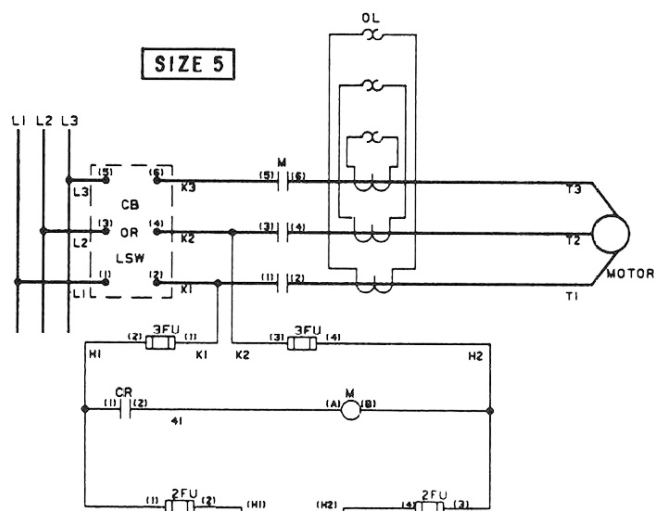 OL
SIZE 5
L1 L2 L3
M
(5) (6) (5) (6)
L3 K3 T3
CB
(3) (4) (3) (4)
OR
L2 K2 T2
LSW
MOTOR
(1) (2) (1) (2)
L1 K1 T1
3FU 3FU
(2) (1) (3) (4)
H1 K1 K2 H2
CR M
(1) (2) (A) (B)
41
2FU 2FU
(1) (2) (H1) (H2) (4) (3)